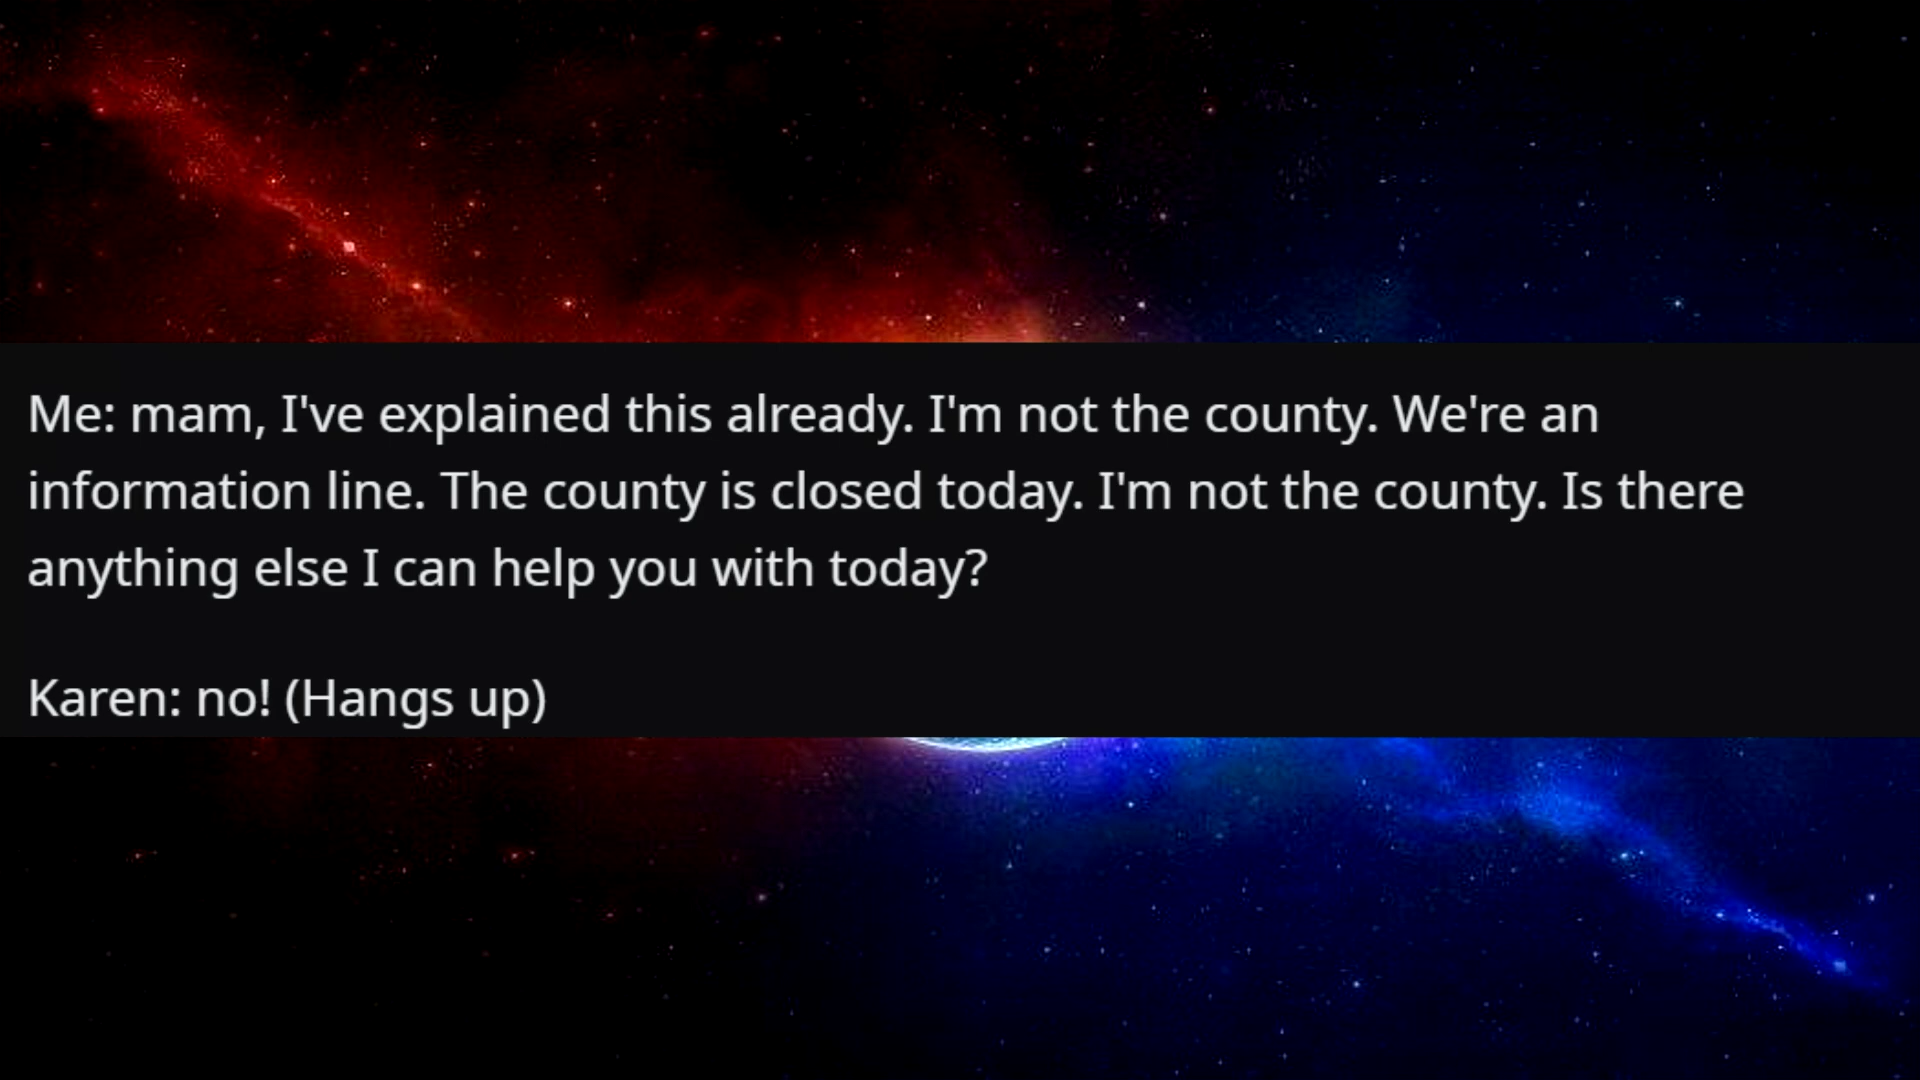 Me: mam, I've explained this already. I'm not the county. We're an
information line. The county is closed today. I'm not the county. Is there
anything else I can help you with today?
Karen: no! (Hangs up)